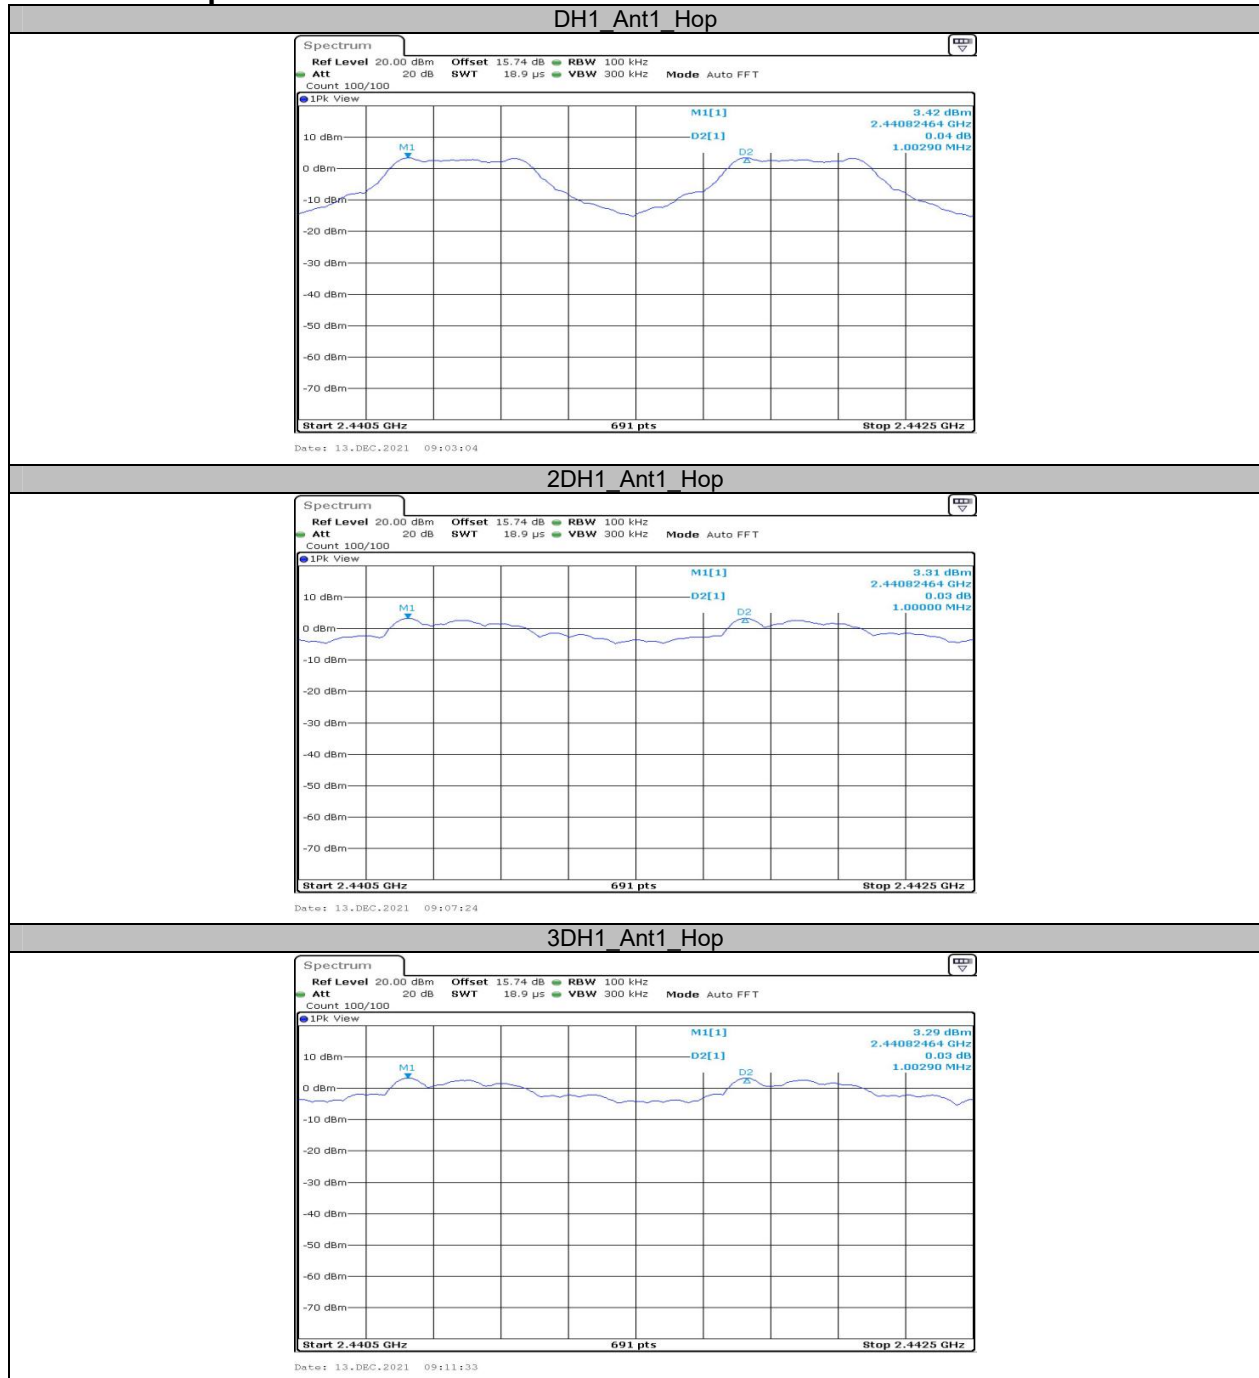 DH1_Ant1_Hop
Spectrum
Ref Level 20.00 dBm Offset 15.74 dB RBW 100 kHz
Att 20 dB SWT 18.9 µs VBW 300 kHz Mode Auto FFT
Count 100/100
1Pk View
M1[1] 3.42 dBm
2.44082464 GHz
10 dBm D2[1] 0.04 dB
M1 D2 1.00290 MHz
0 dBm
-10 dBm
-20 dBm
-30 dBm
-40 dBm
-50 dBm
-60 dBm
-70 dBm
Start 2.4405 GHz 691 pts Stop 2.4425 GHz
Date: 13.DEC.2021 09:03:04
2DH1_Ant1_Hop
Spectrum
Ref Level 20.00 dBm Offset 15.74 dB RBW 100 kHz
Att 20 dB SWT 18.9 µs VBW 300 kHz Mode Auto FFT
Count 100/100
1Pk View
M1[1] 3.31 dBm
2.44082464 GHz
10 dBm D2[1] 0.03 dB
M1 D2 1.00000 MHz
0 dBm
-10 dBm
-20 dBm
-30 dBm
-40 dBm
-50 dBm
-60 dBm
-70 dBm
Start 2.4405 GHz 691 pts Stop 2.4425 GHz
Date: 13.DEC.2021 09:07:24
3DH1_Ant1_Hop
Spectrum
Ref Level 20.00 dBm Offset 15.74 dB RBW 100 kHz
Att 20 dB SWT 18.9 µs VBW 300 kHz Mode Auto FFT
Count 100/100
1Pk View
M1[1] 3.29 dBm
2.44082464 GHz
10 dBm D2[1] 0.03 dB
M1 D2 1.00290 MHz
0 dBm
-10 dBm
-20 dBm
-30 dBm
-40 dBm
-50 dBm
-60 dBm
-70 dBm
Start 2.4405 GHz 691 pts Stop 2.4425 GHz
Date: 13.DEC.2021 09:11:33